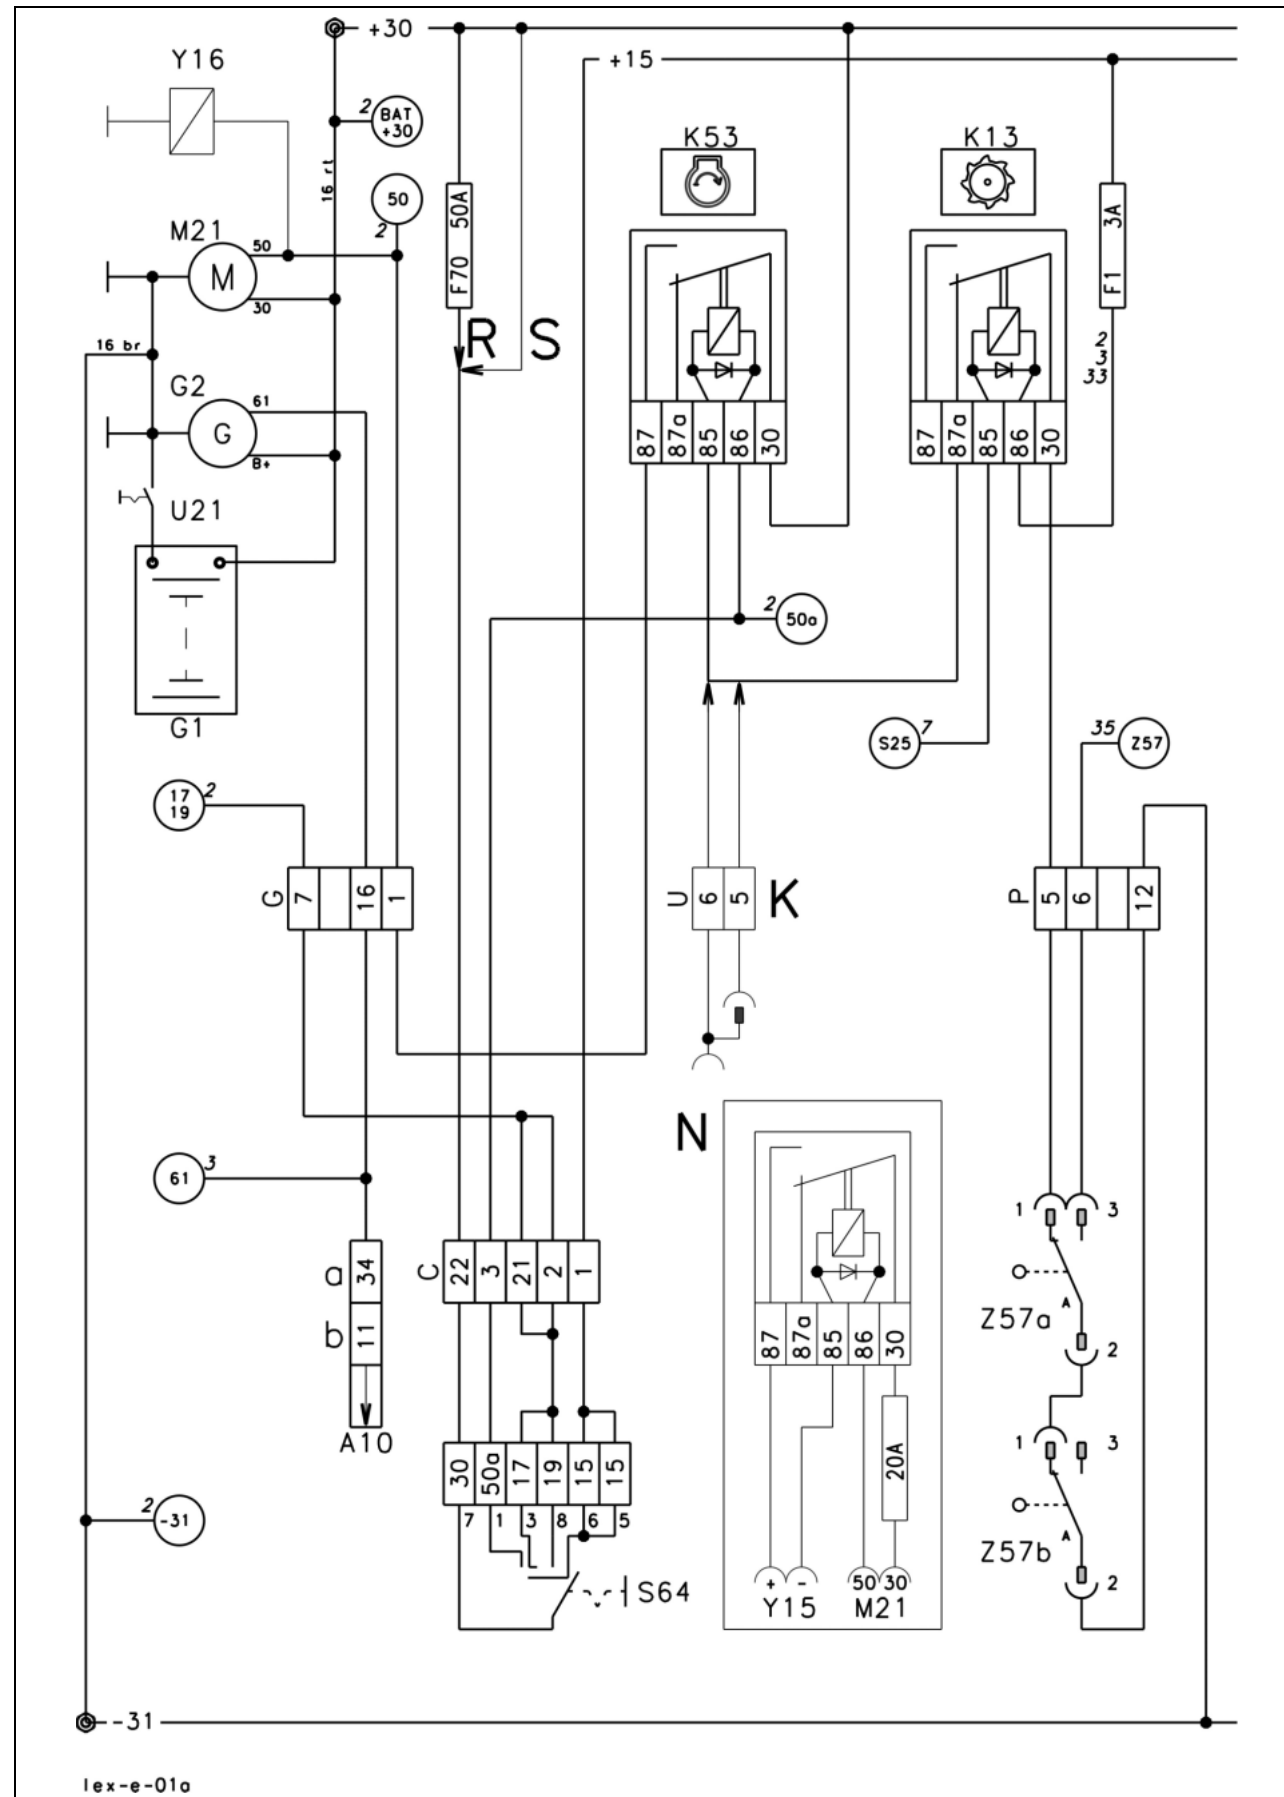 +30
+15
Y16
2 BAT +30
K53
K13
16 rt
50
2
F70 50A
F1 3A
M21
50
M
30
R S
2
3
33
16 br
G2
61
G
B+
87 87a 85 86 30
87 87a 85 86 30
U21
2 50a
G1
S25 7
35 Z57
17 19 2
G 7 16 1
U 6 5 K
P 5 6 12
N
61 3
1 3
a 34
C 22 3 21 2 1
b 11
Z57a
A
2
87 87a 85 86 30
A10
20A
1 3
30 50a 17 19 15 15
7 1 3 8 6 5
2 -31
Z57b
A
2
S64
+ - 50 30
Y15 M21
-31
lex-e-01a